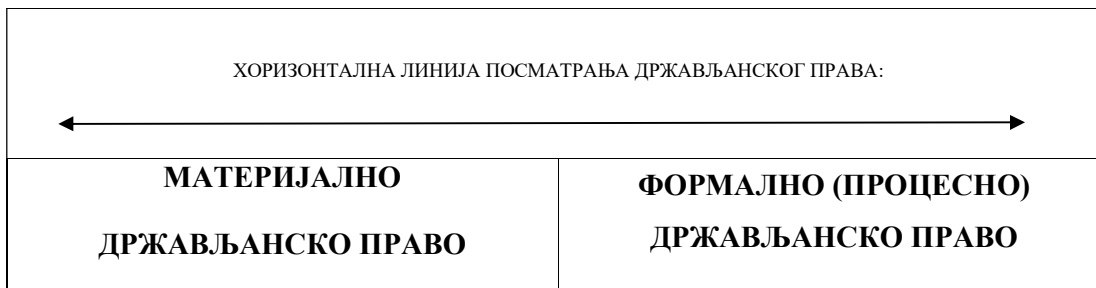 ХОРИЗОНТАЛНА ЛИНИЈА ПОСМАТРАЊА ДРЖАВЉАНСКОГ ПРАВА:
МАТЕРИЈАЛНО
ДРЖАВЉАНСКО ПРАВО
ФОРМАЛНО (ПРОЦЕСНО)
ДРЖАВЉАНСКО ПРАВО